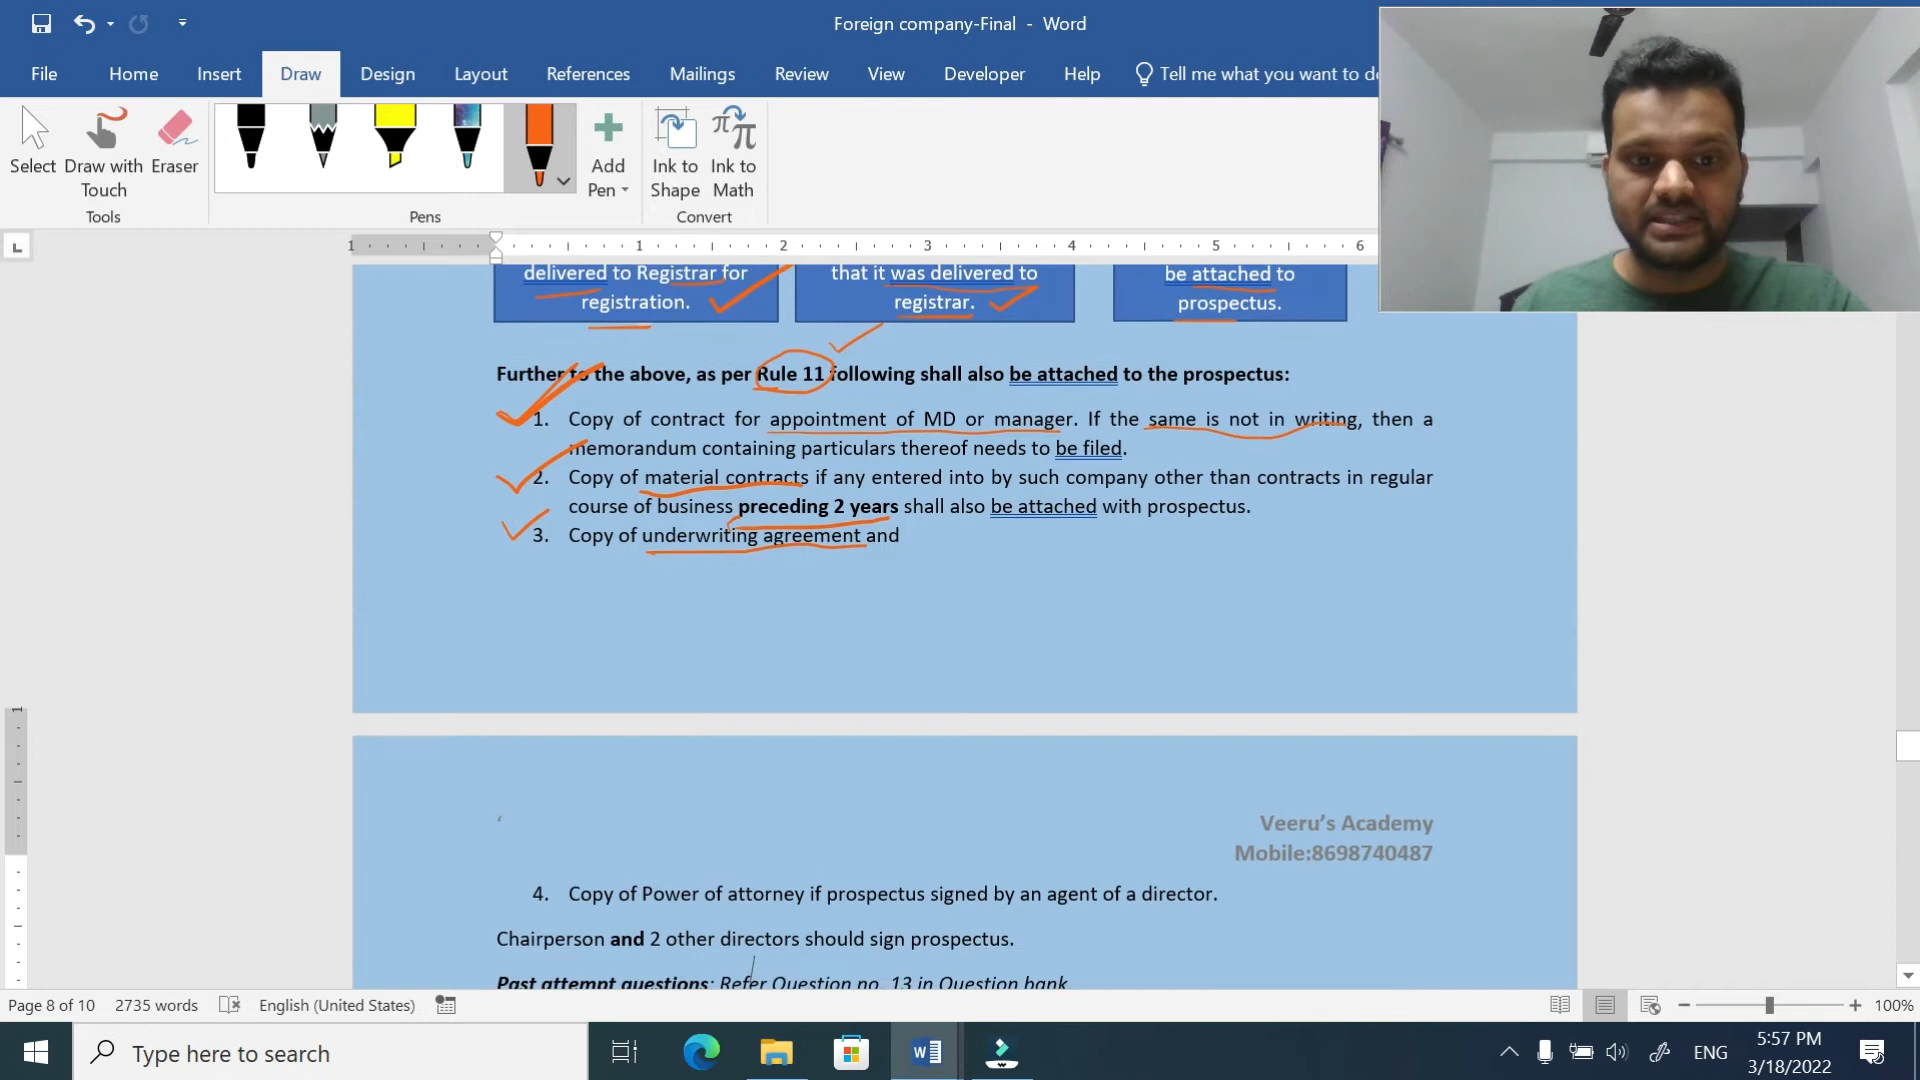 Foreign company-Final - Word
File Home Insert Draw Design Layout References Mailings Review View Developer Help Tell me what you want to do
Select
Draw with Touch
Eraser
Add Pen
Ink to Shape
Ink to Math
Tools Pens Convert
1 1 2 3 4 5 6
delivered to Registrar for
registration.
that it was delivered to
registrar.
be attached to
prospectus.
Further to the above, as per Rule 11 following shall also be attached to the prospectus:
1. Copy of contract for appointment of MD or manager. If the same is not in writing, then a
memorandum containing particulars thereof needs to be filed.
2. Copy of material contracts if any entered into by such company other than contracts in regular
course of business preceding 2 years shall also be attached with prospectus.
3. Copy of underwriting agreement and
Veeru’s Academy
Mobile:8698740487
4. Copy of Power of attorney if prospectus signed by an agent of a director.
Chairperson and 2 other directors should sign prospectus.
Past attempt questions: Refer Question no. 13 in Question bank
Page 8 of 10 2735 words English (United States) 100%
Type here to search
ENG
5:57 PM
3/18/2022